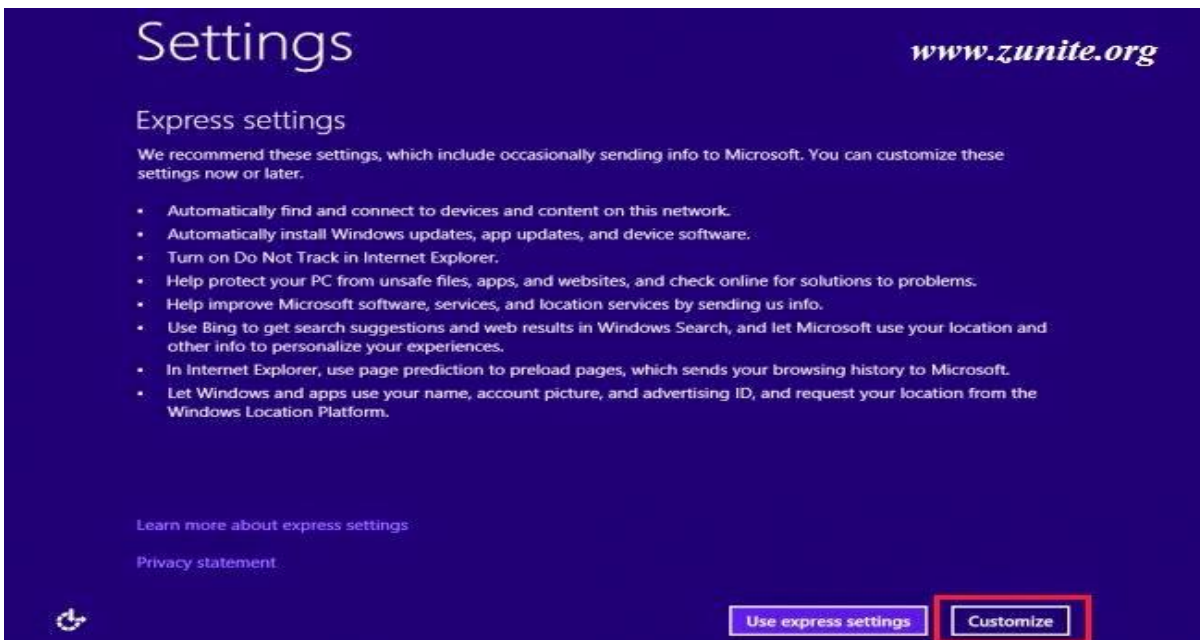 Settings
www.zunite.org
Express settings
We recommend these settings, which include occasionally sending info to Microsoft. You can customize these
settings now or later.
• Automatically find and connect to devices and content on this network.
• Automatically install Windows updates, app updates, and device software.
• Turn on Do Not Track in Internet Explorer.
• Help protect your PC from unsafe files, apps, and websites, and check online for solutions to problems.
• Help improve Microsoft software, services, and location services by sending us info.
• Use Bing to get search suggestions and web results in Windows Search, and let Microsoft use your location and
other info to personalize your experiences.
• In Internet Explorer, use page prediction to preload pages, which sends your browsing history to Microsoft.
• Let Windows and apps use your name, account picture, and advertising ID, and request your location from the
Windows Location Platform.
Learn more about express settings
Privacy statement
Use express settings
Customize